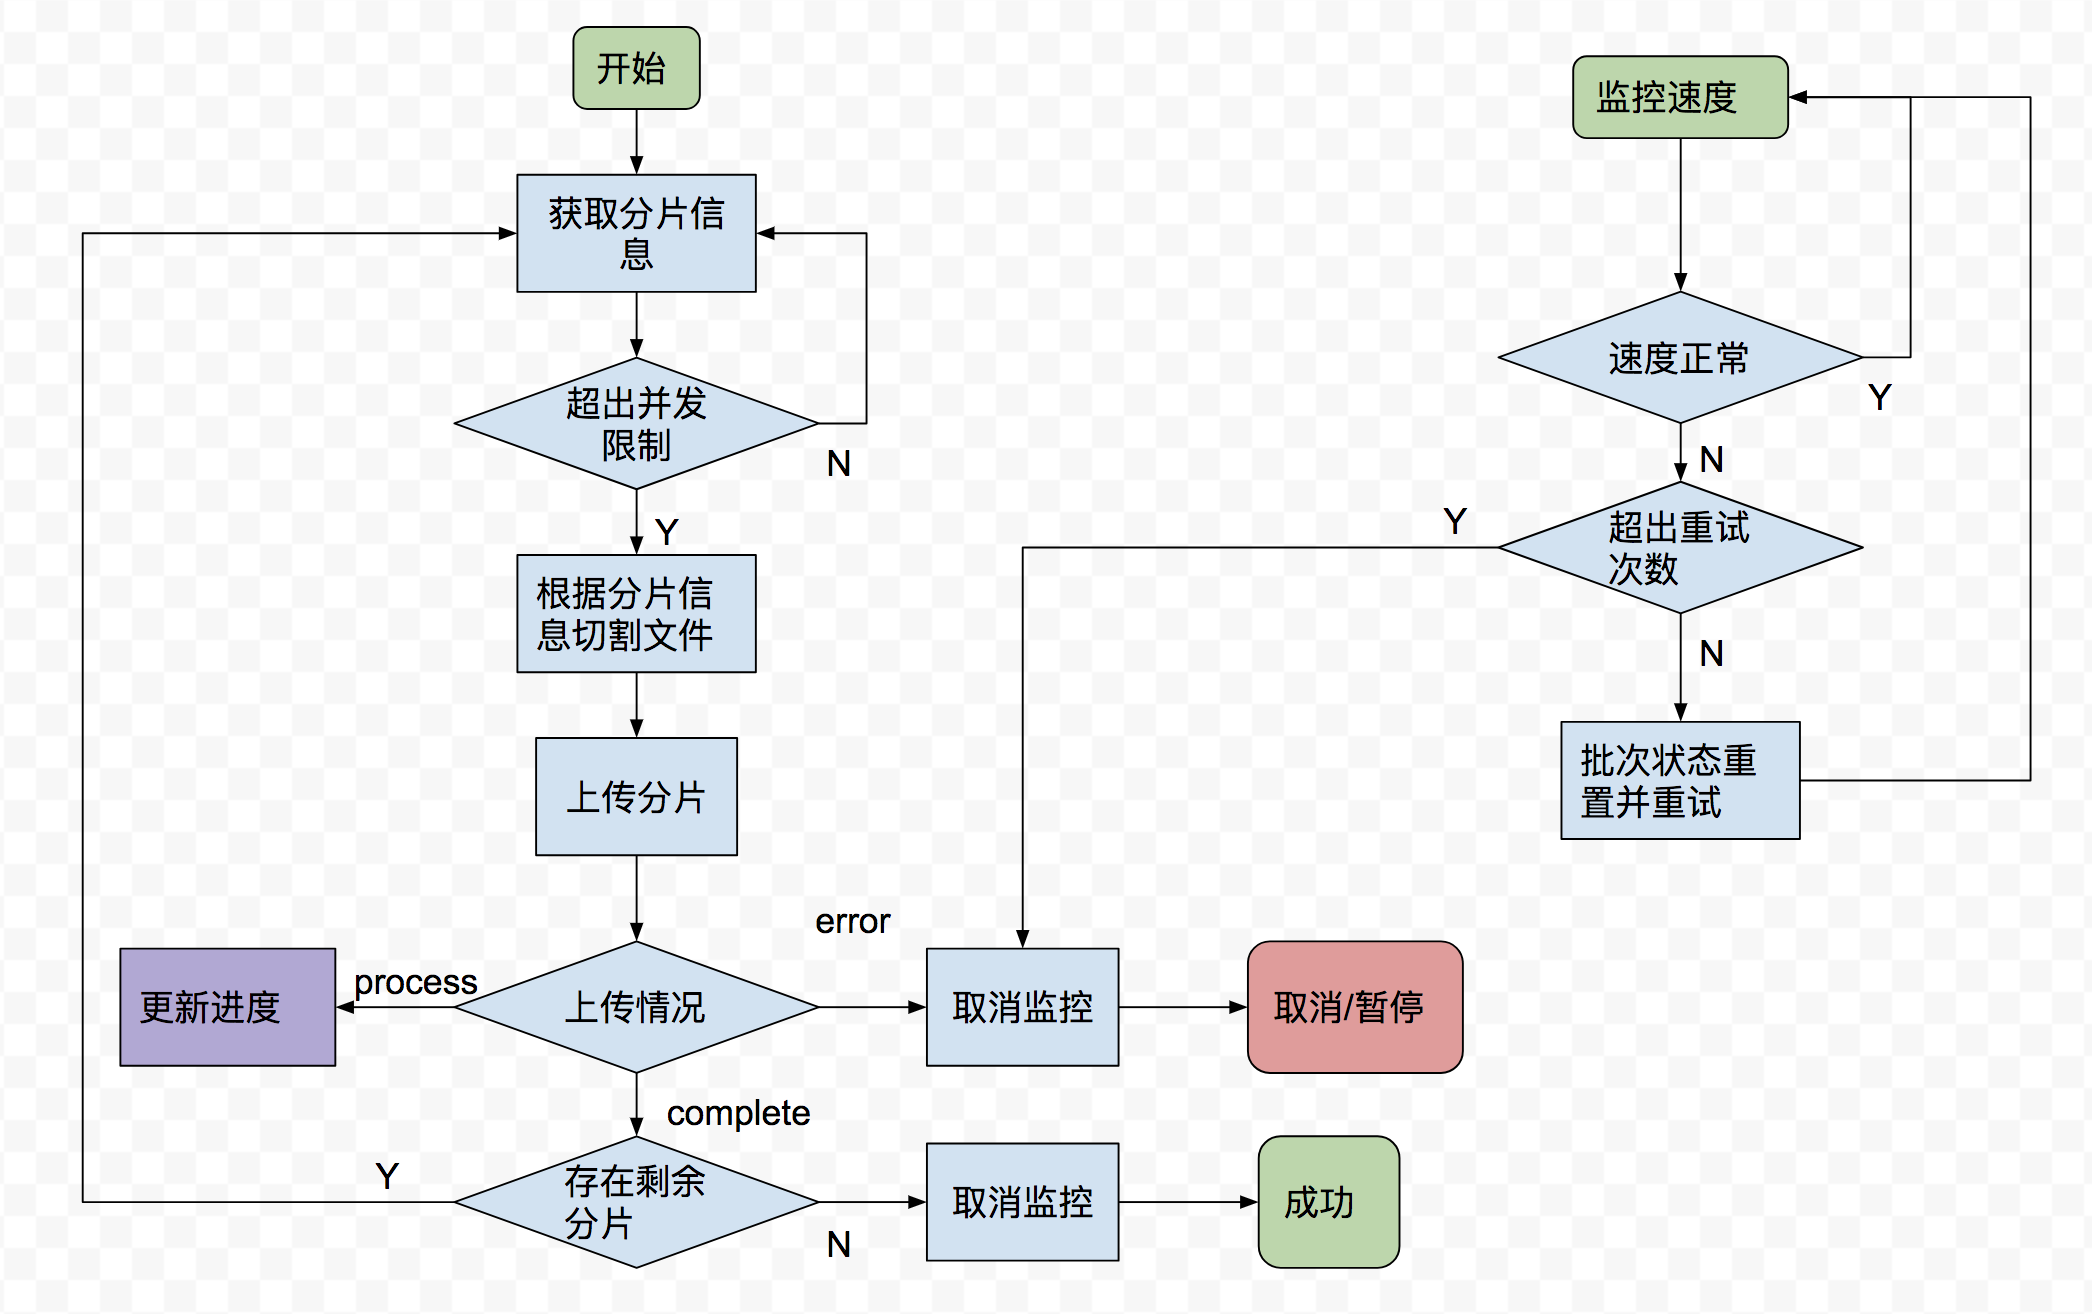 开始
获取分片信
息
超出并发
限制
N
Y
根据分片信
息切割文件
上传分片
error
process
更新进度
上传情况
取消监控
取消/暂停
complete
Y
存在剩余
分片
N
取消监控
成功
监控速度
速度正常
Y
N
Y
超出重试
次数
N
批次状态重
置并重试